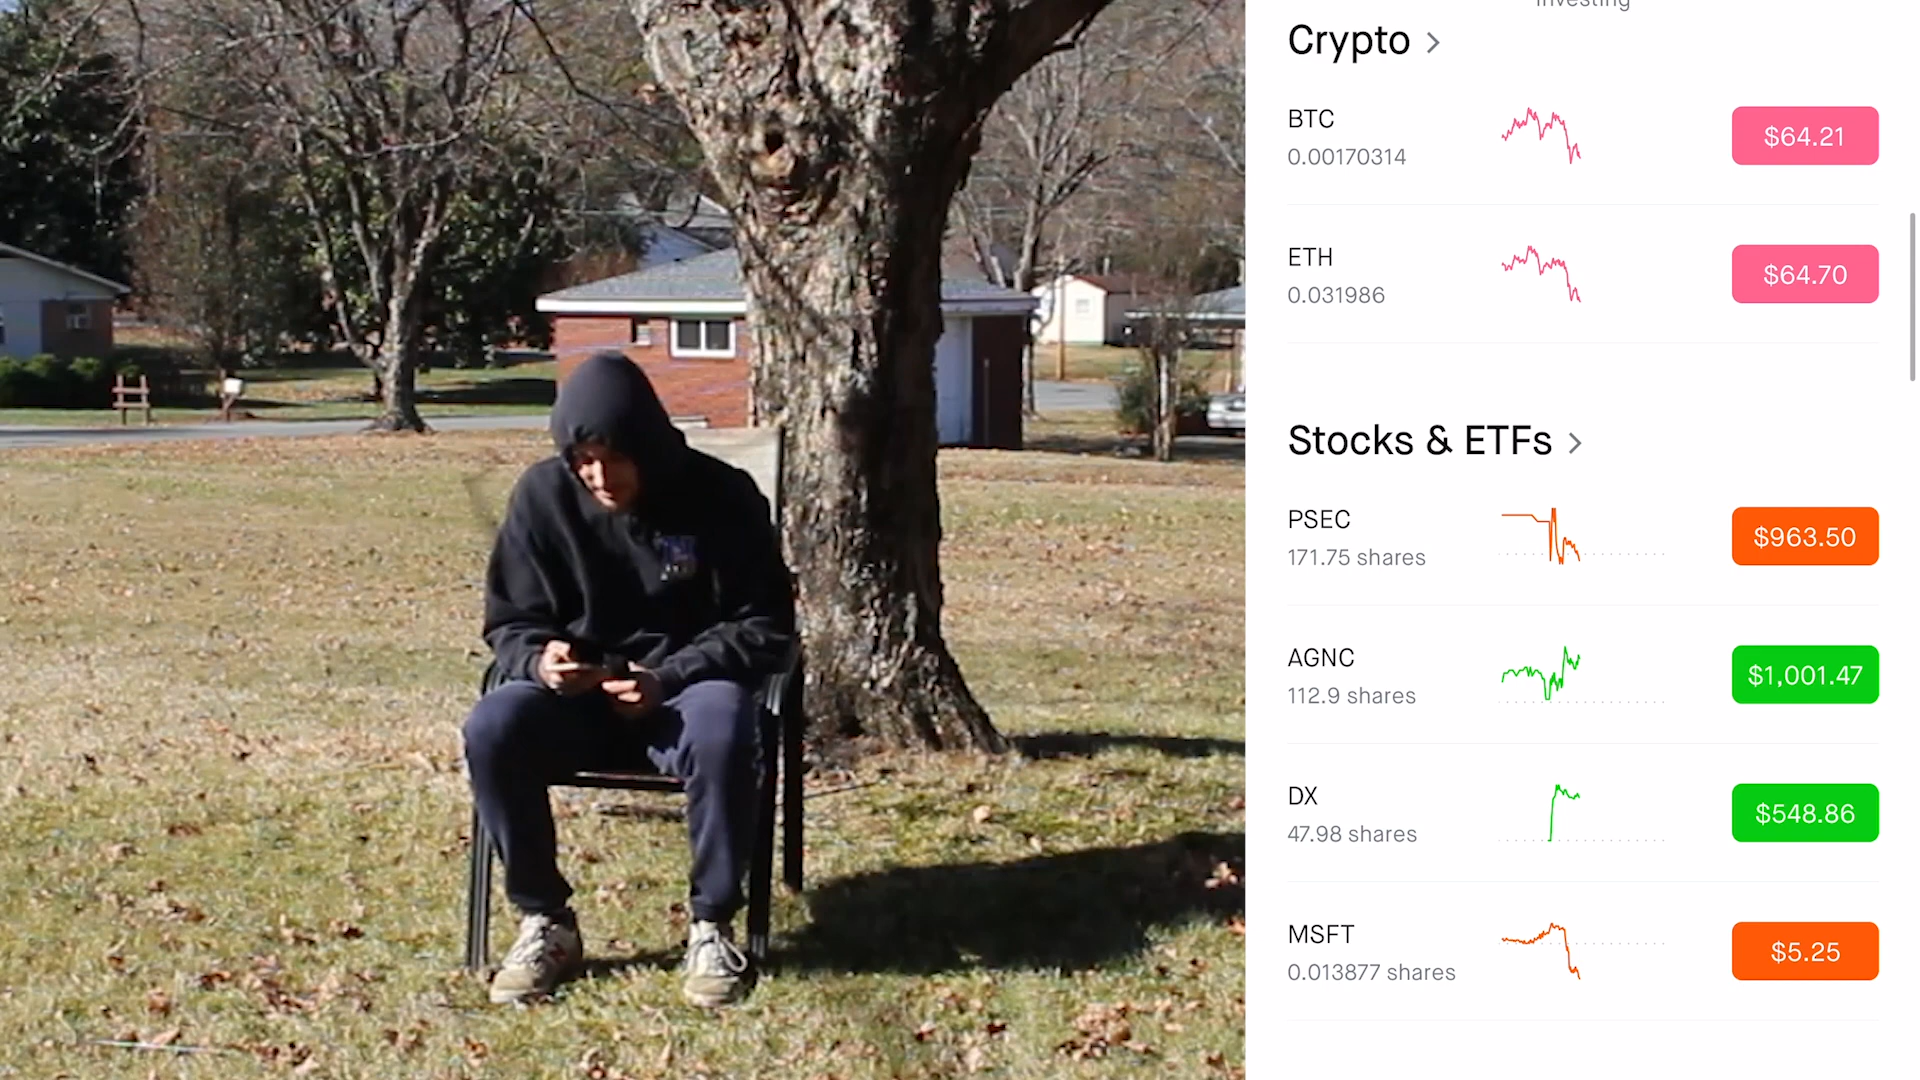 Investing
Crypto
BTC
0.00170314
$64.21
ETH
0.031986
$64.70
Stocks & ETFs
PSEC
171.75 shares
$963.50
AGNC
112.9 shares
$1,001.47
DX
47.98 shares
$548.86
MSFT
0.013877 shares
$5.25